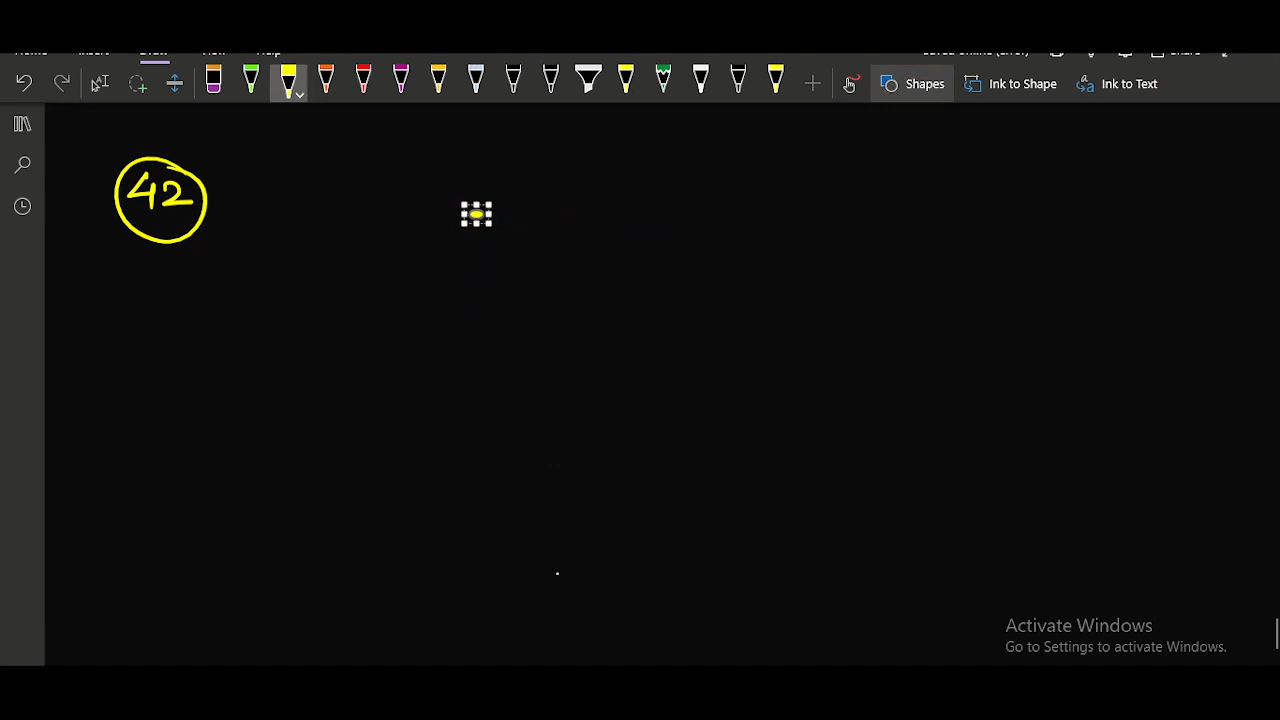 Shapes
Ink to Shape
Ink to Text
42
Activate Windows
Go to Settings to activate Windows.